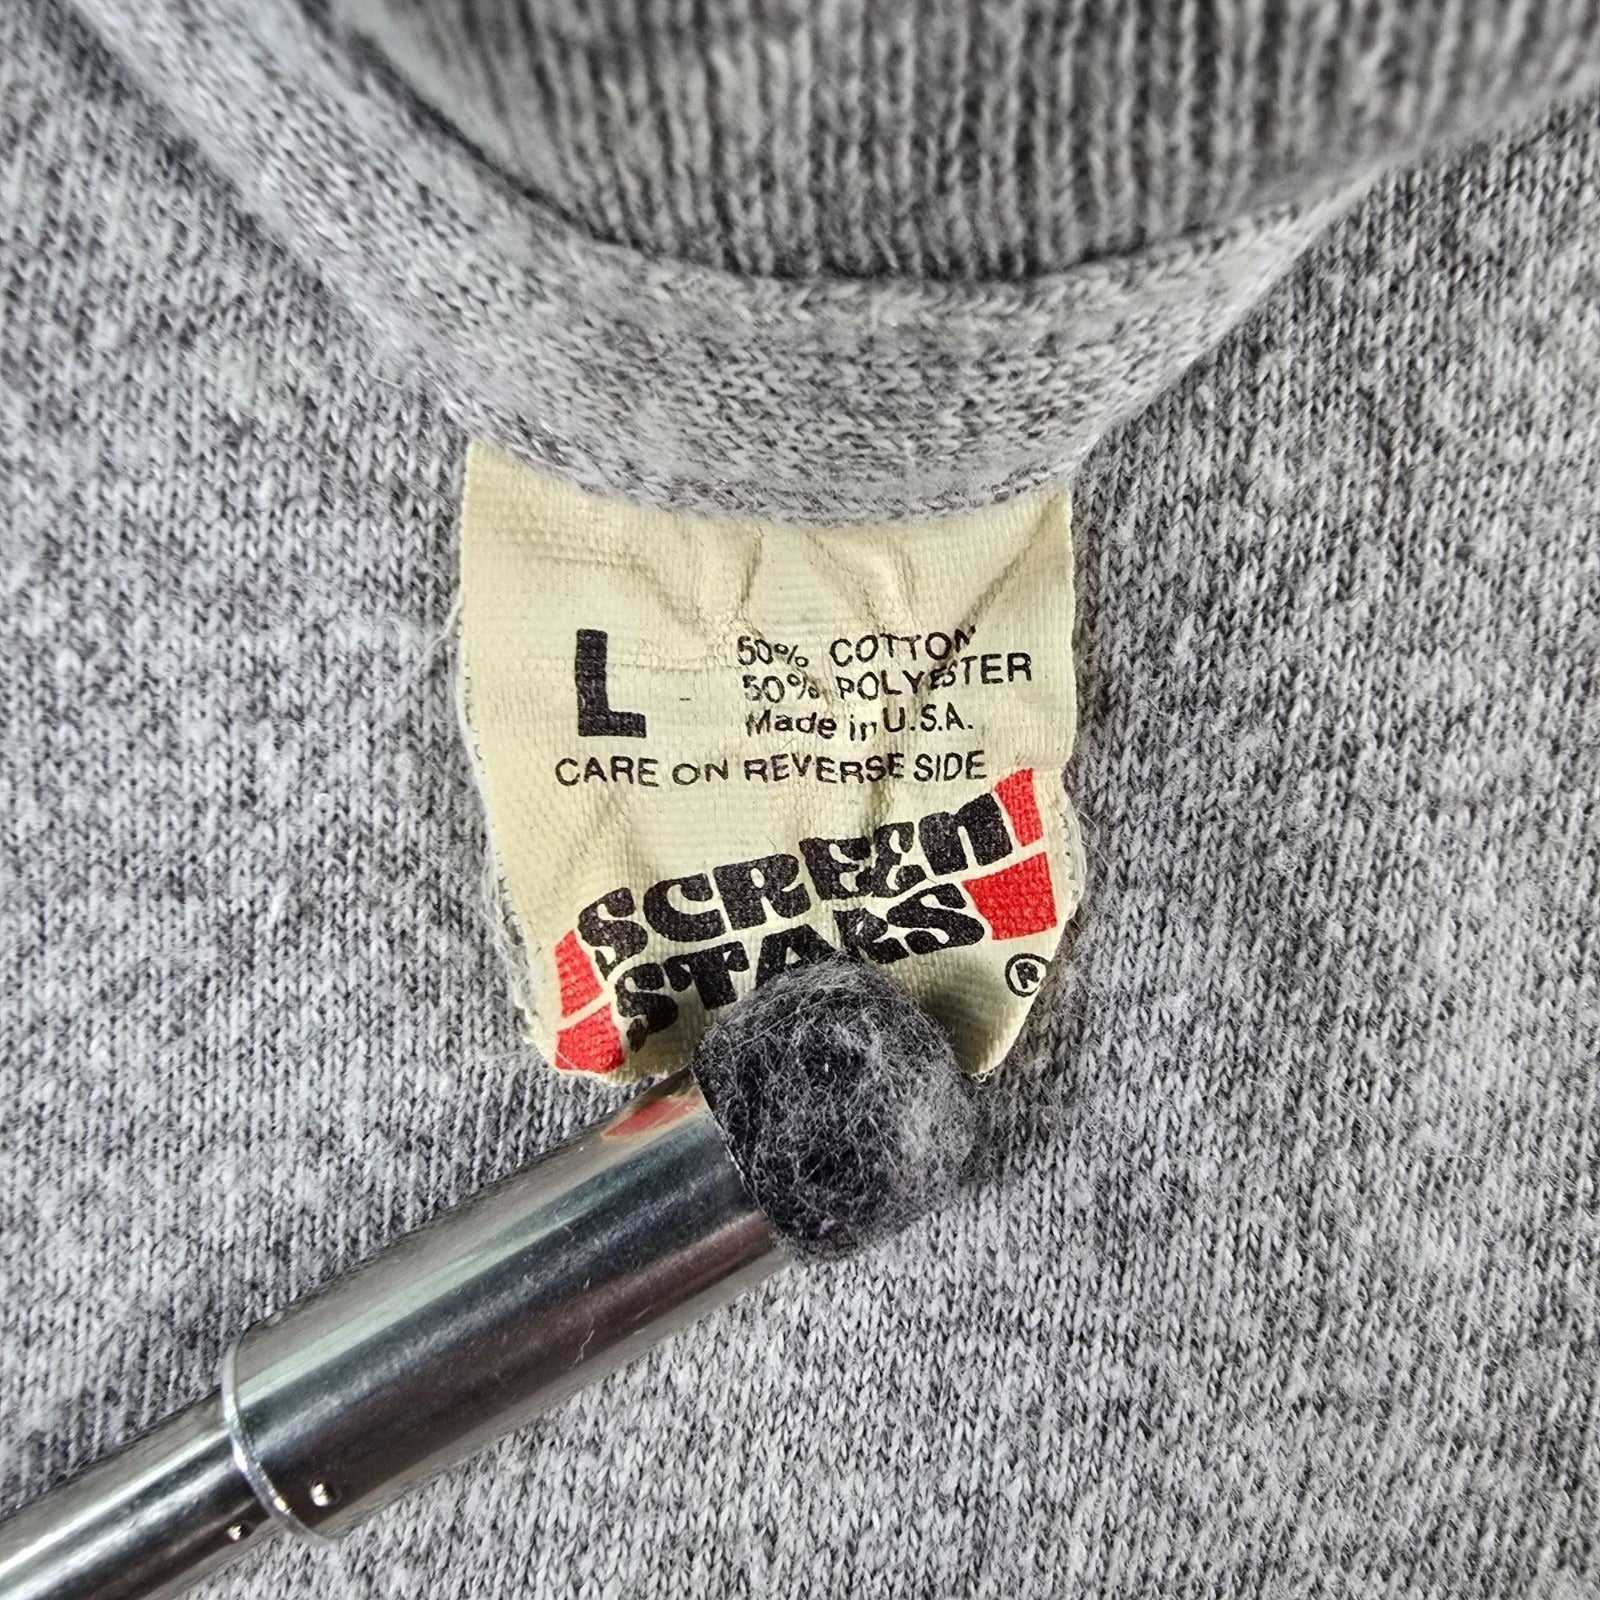 L
50% COTTON
50% POLYESTER
Made in U.S.A.
CARE ON REVERSE SIDE
SCREEN
STARS
®